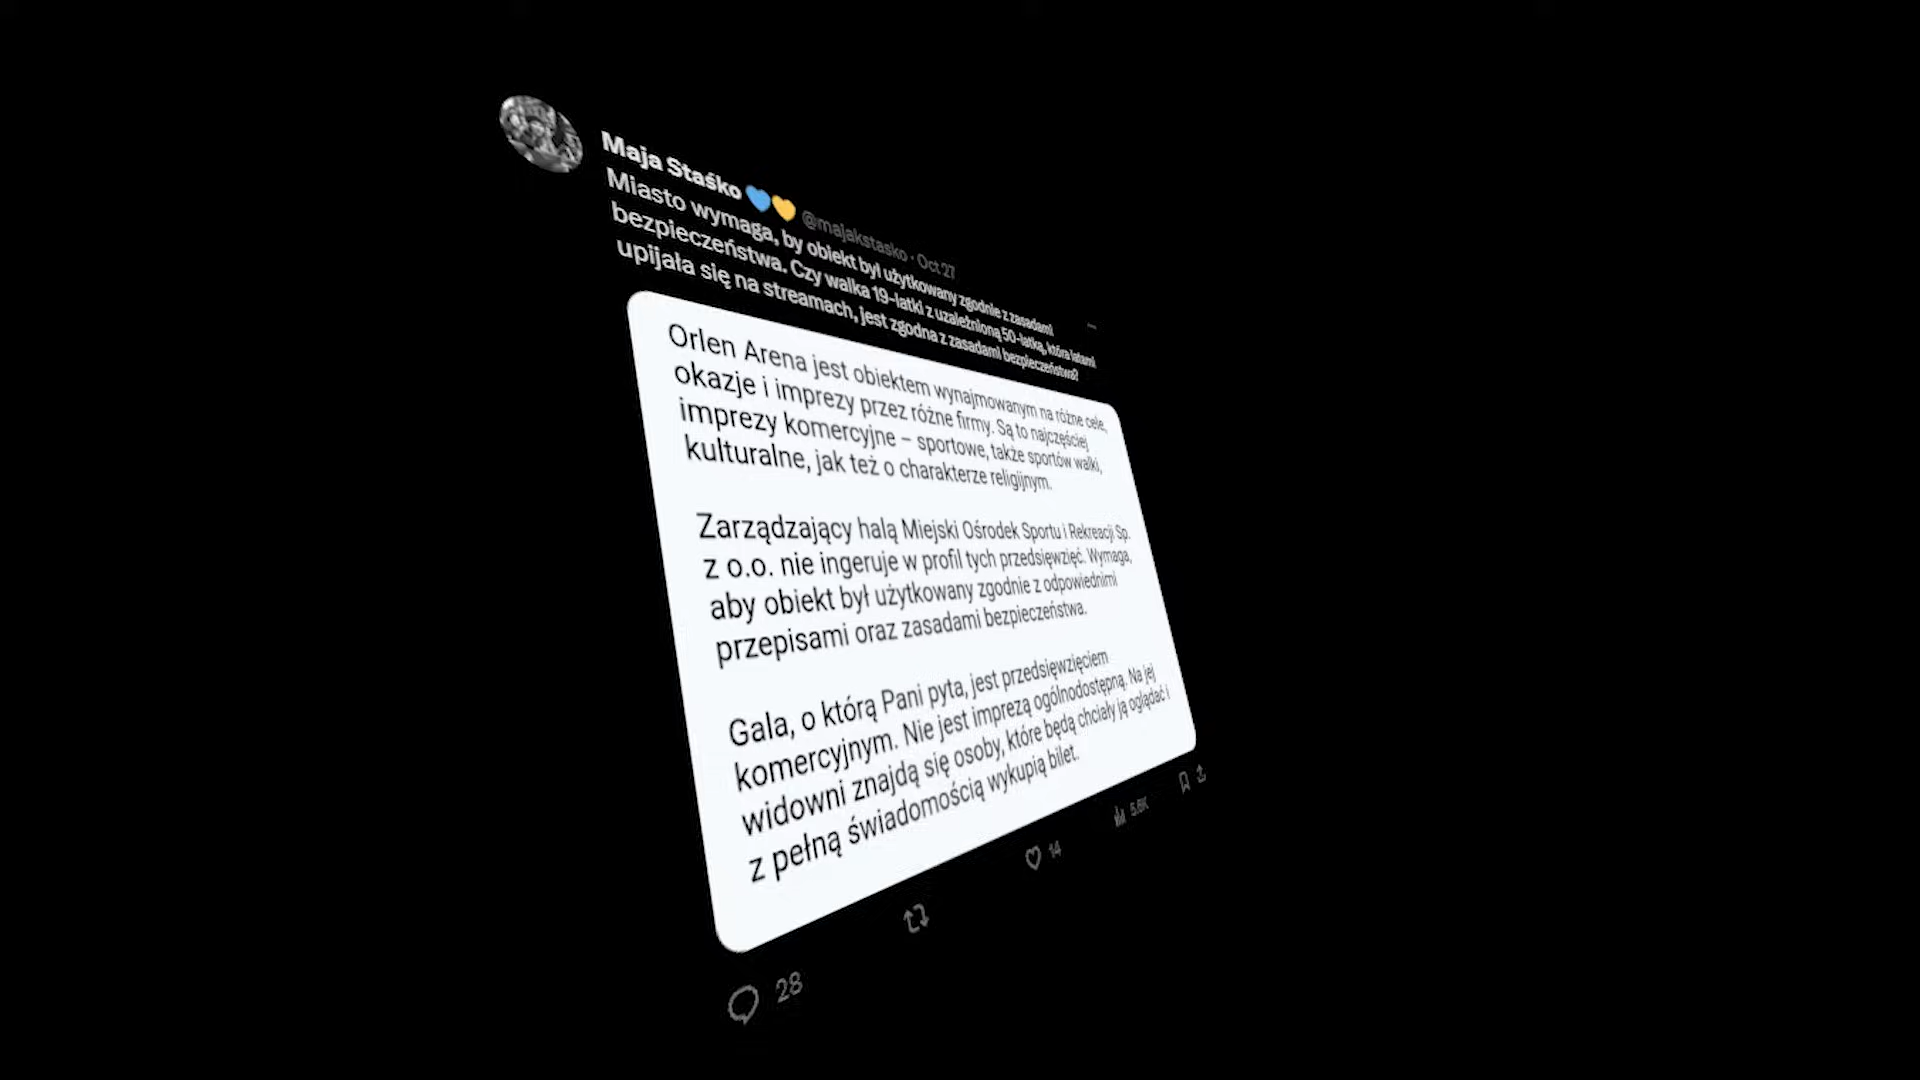 Maja Staśko 💙💛 @majakstasko · Oct 27
Miasto wymaga, by obiekt był użytkowany zgodnie z zasadami
bezpieczeństwa. Czy walka 19-latki z uzależnioną 50-latką, która latami
upijała się na streamach, jest zgodna z zasadami bezpieczeństwa?
Orlen Arena jest obiektem wynajmowanym na różne cele,
okazje i imprezy przez różne firmy. Są to najczęściej
imprezy komercyjne – sportowe, także sportów walki,
kulturalne, jak też o charakterze religijnym.
Zarządzający halą Miejski Ośrodek Sportu i Rekreacji Sp.
z o.o. nie ingeruje w profil tych przedsięwzięć. Wymaga,
aby obiekt był użytkowany zgodnie z odpowiednimi
przepisami oraz zasadami bezpieczeństwa.
Gala, o którą Pani pyta, jest przedsięwzięciem
komercyjnym. Nie jest imprezą ogólnodostępną. Na jej
widowni znajdą się osoby, które będą chciały ją oglądać i
z pełną świadomością wykupią bilet.
28 14 5.6K